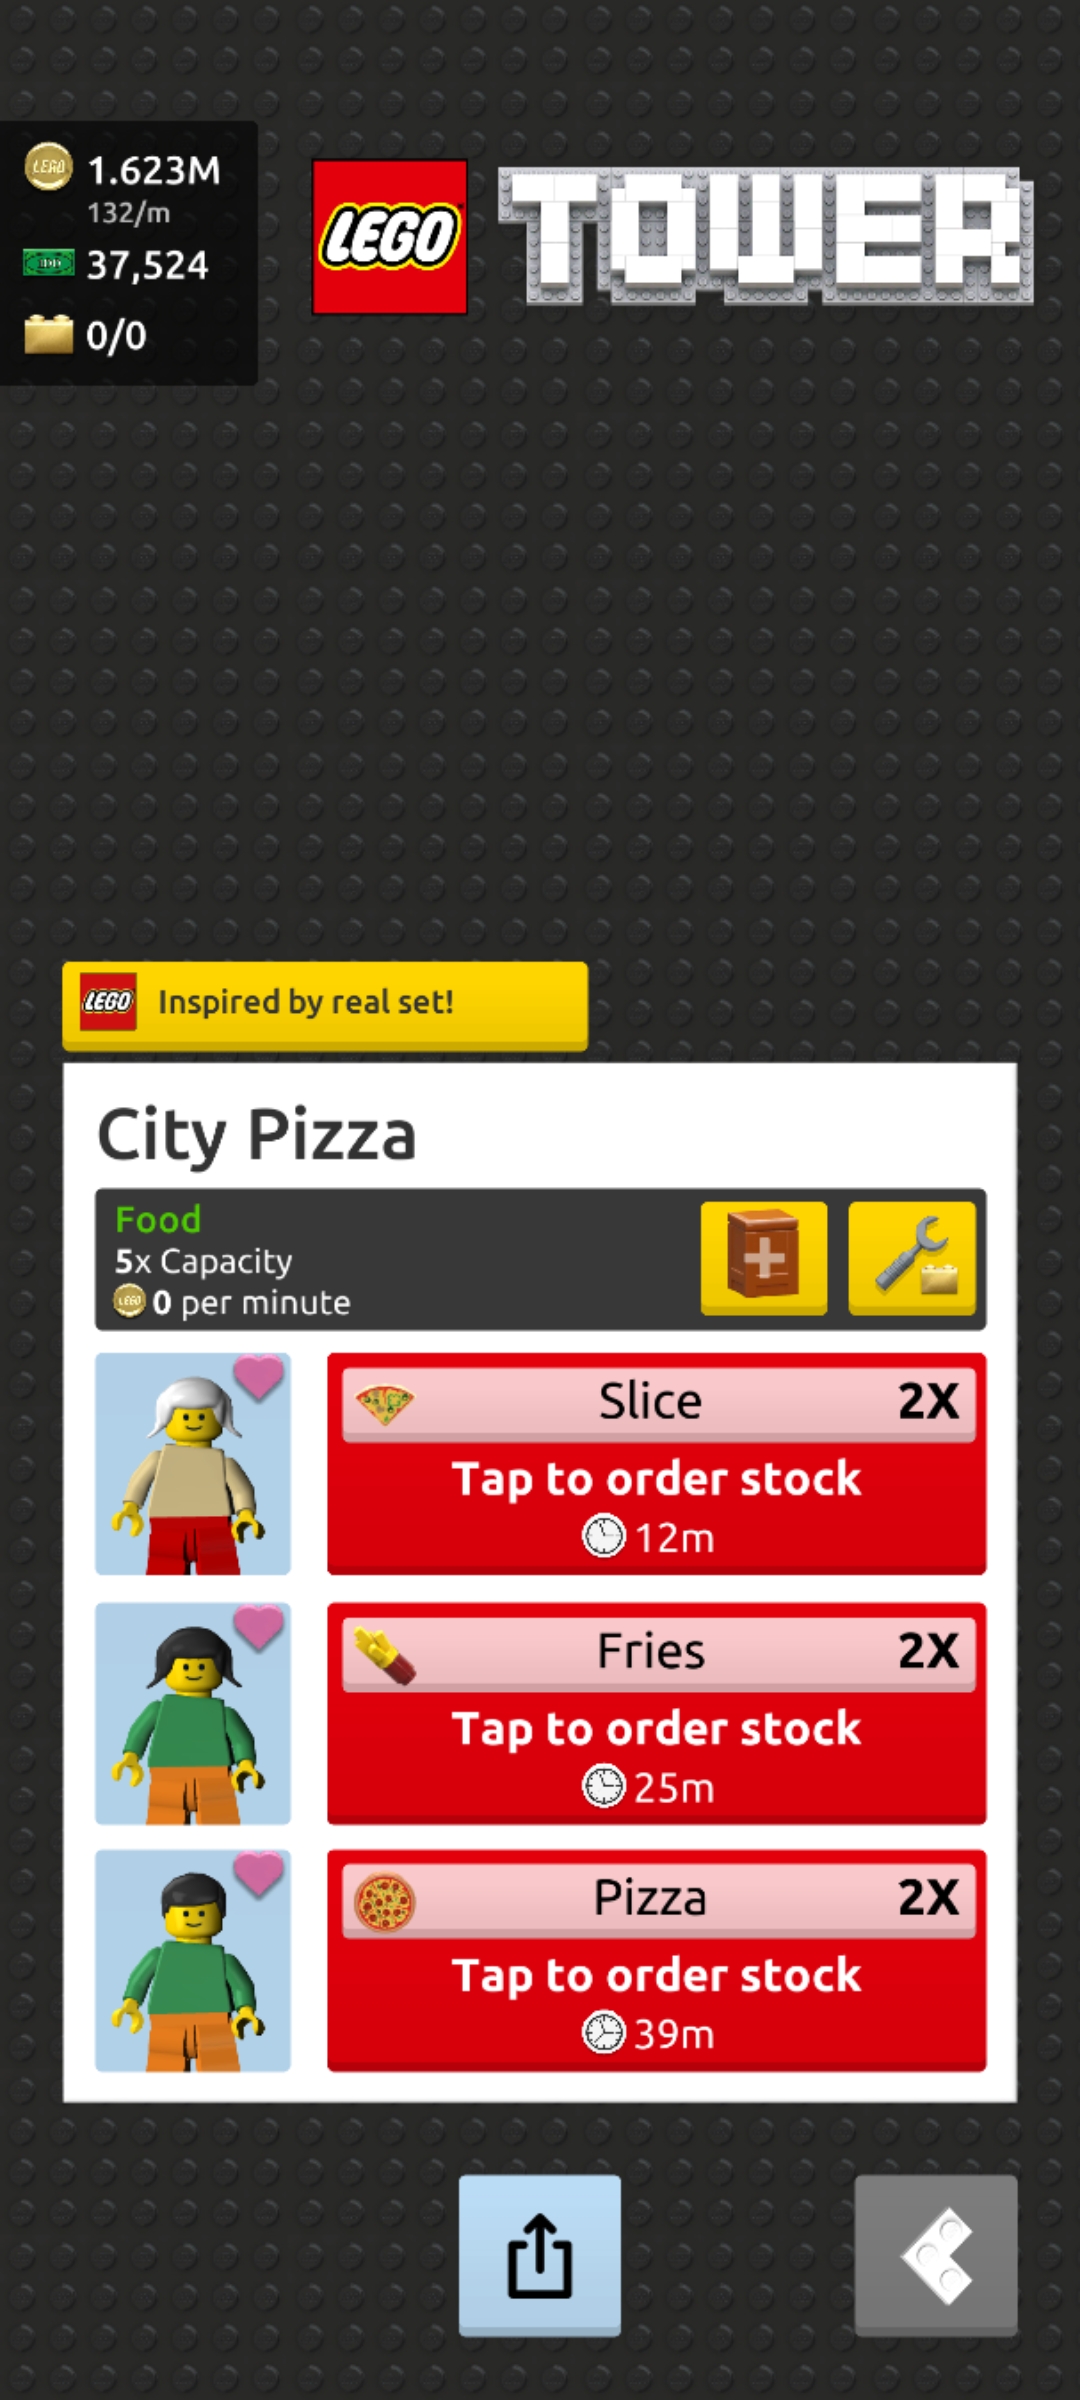 LEGO 1.623M
132/m
37,524
0/0
LEGO TOWER
LEGO Inspired by real set!
City Pizza
Food
5x Capacity
LEGO 0 per minute
Slice 2X
Tap to order stock
12m
Fries 2X
Tap to order stock
25m
Pizza 2X
Tap to order stock
39m